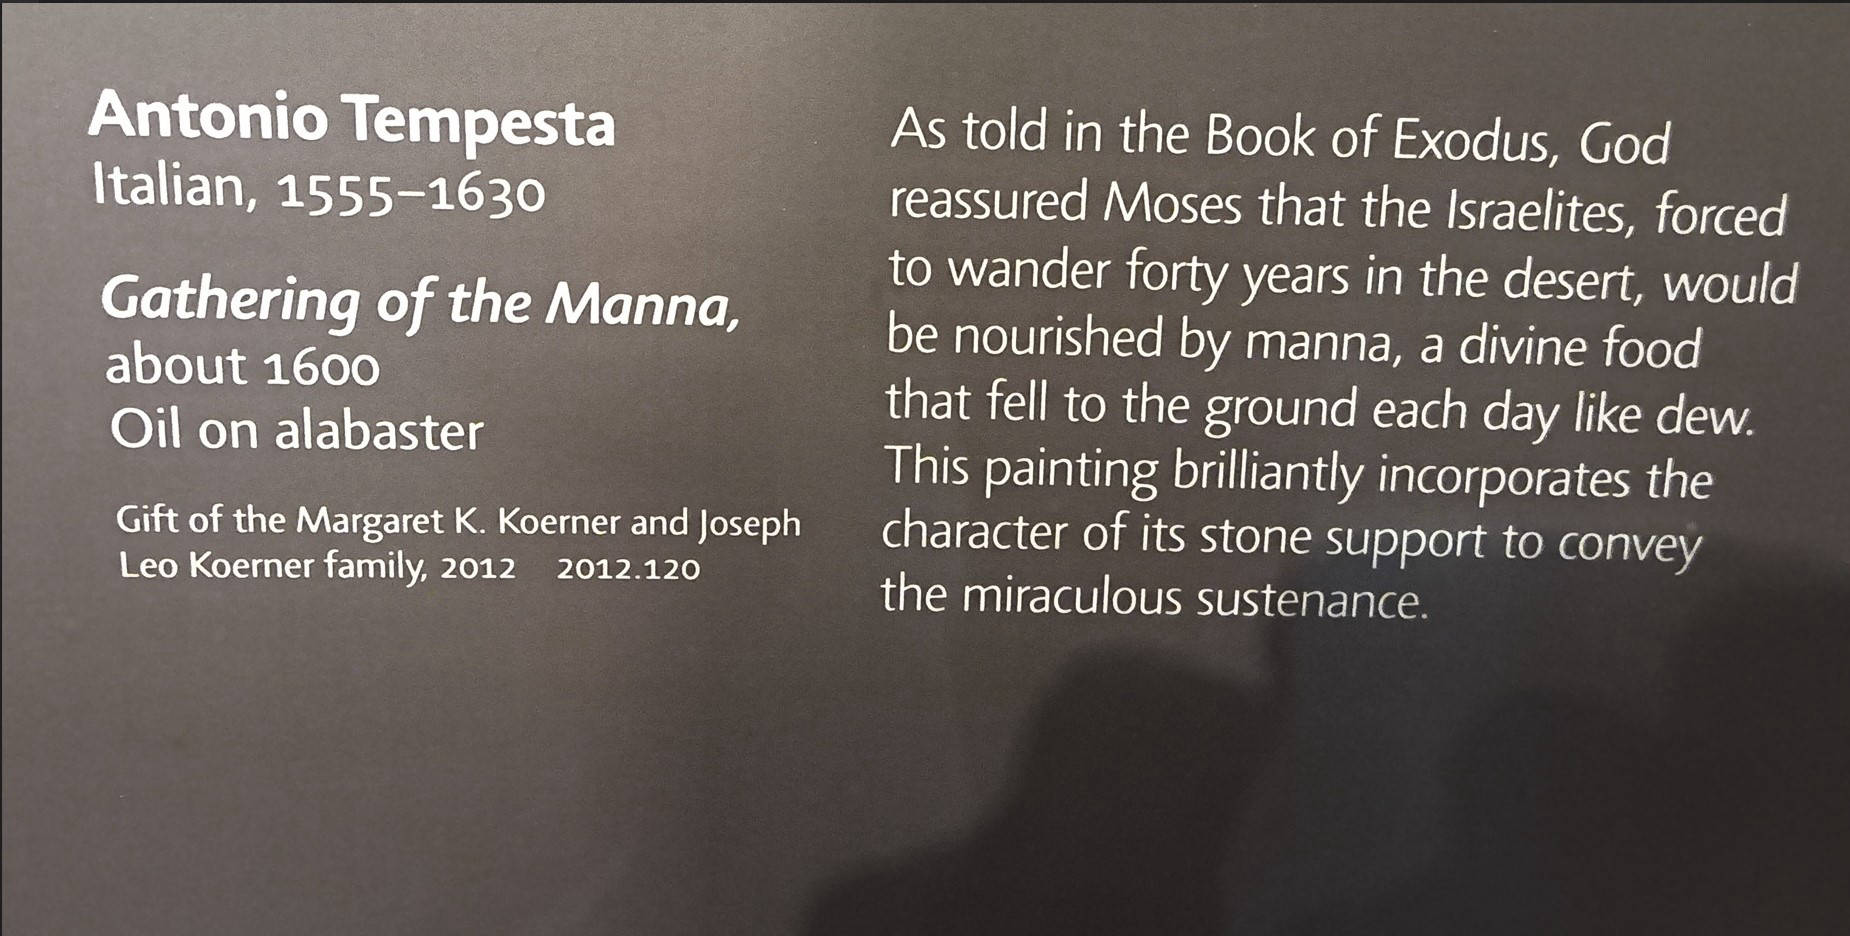 Antonio Tempesta
Italian, 1555–1630
Gathering of the Manna,
about 1600
Oil on alabaster
Gift of the Margaret K. Koerner and Joseph
Leo Koerner family, 2012 2012.120
As told in the Book of Exodus, God
reassured Moses that the Israelites, forced
to wander forty years in the desert, would
be nourished by manna, a divine food
that fell to the ground each day like dew.
This painting brilliantly incorporates the
character of its stone support to convey
the miraculous sustenance.